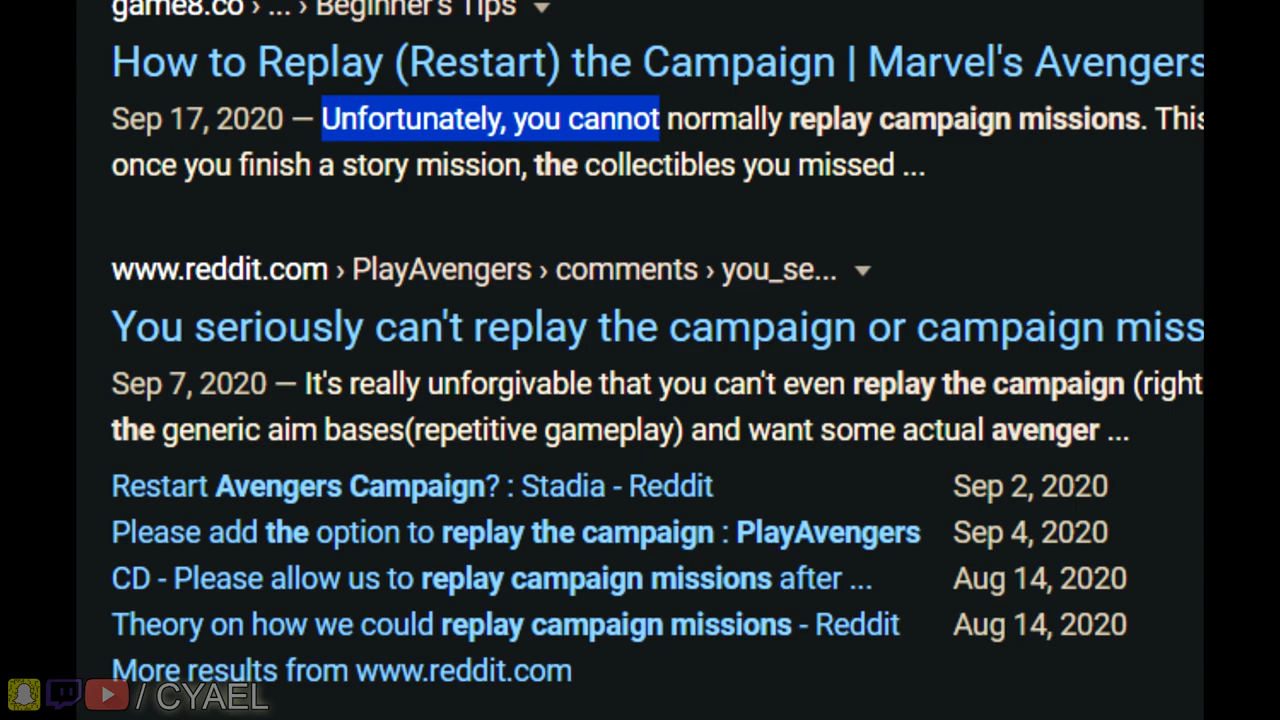 game8.co › ... › Beginner's Tips
How to Replay (Restart) the Campaign | Marvel's Avengers
Sep 17, 2020 — Unfortunately, you cannot normally replay campaign missions. This
once you finish a story mission, the collectibles you missed ...
www.reddit.com › PlayAvengers › comments › you_se...
You seriously can't replay the campaign or campaign miss
Sep 7, 2020 — It's really unforgivable that you can't even replay the campaign (right
the generic aim bases(repetitive gameplay) and want some actual avenger ...
Restart Avengers Campaign? : Stadia - Reddit Sep 2, 2020
Please add the option to replay the campaign : PlayAvengers Sep 4, 2020
CD - Please allow us to replay campaign missions after ... Aug 14, 2020
Theory on how we could replay campaign missions - Reddit Aug 14, 2020
More results from www.reddit.com
/ CYAEL